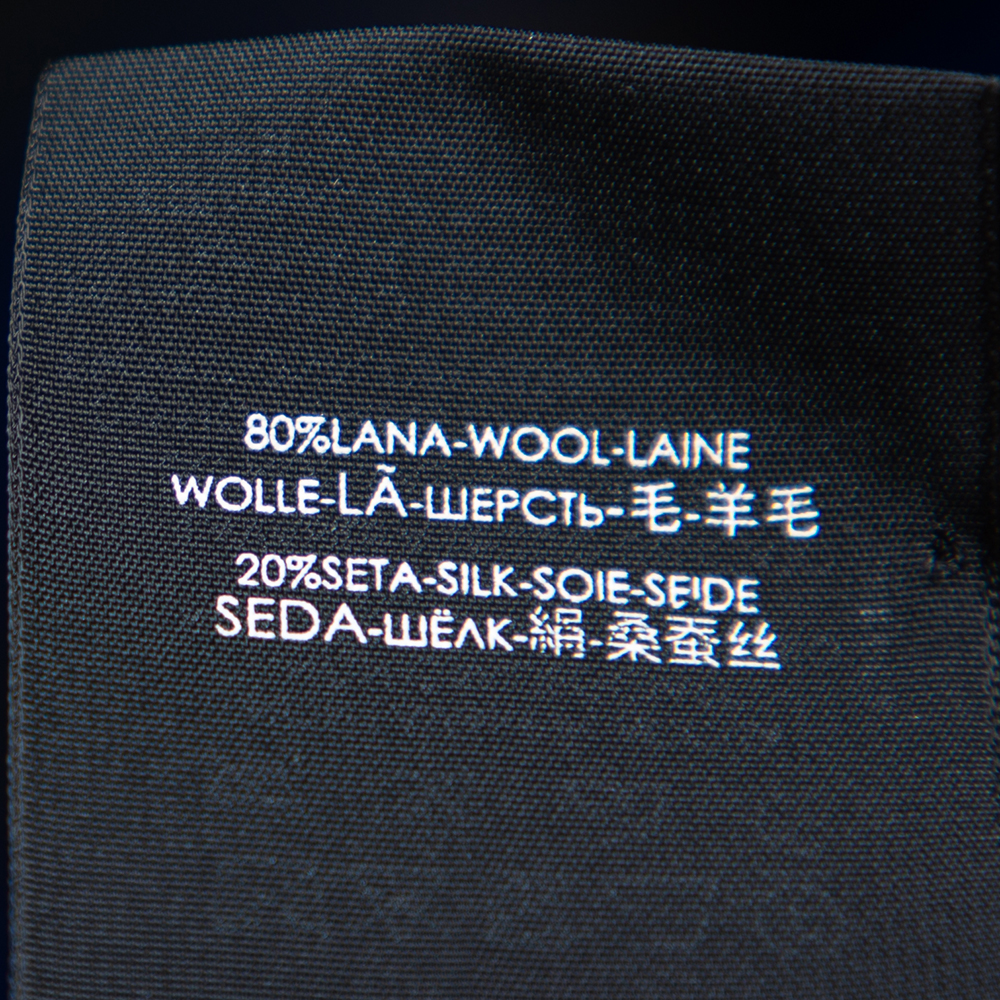 80%LANA-WOOL-LAINE
WOLLE-LÃ-ШЕРСТЬ-毛-羊毛
20%SETA-SILK-SOIE-SEIDE
SEDA-ШЁЛК-絹-桑蚕丝